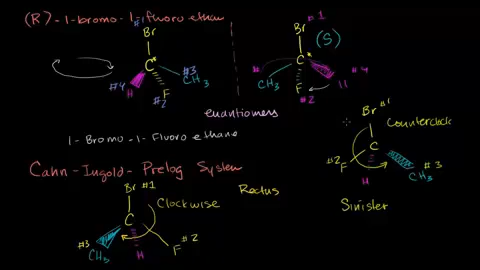 (R)-1-bromo-1-fluoro ethan
#1
Br
C*
#3
CH3
#4
H
F
#2
Br
#1
(S)
C*
#4
CH3
H
F
#2
enantiomers
1-Bromo-1-Fluoro ethane
Cahn-Ingold-Prelog System
Br #1
Clockwise
Rectus
C
#3
CH3
H
F #2
Br #1
Counterclock
#2
F
C
#3
CH3
H
Sinister